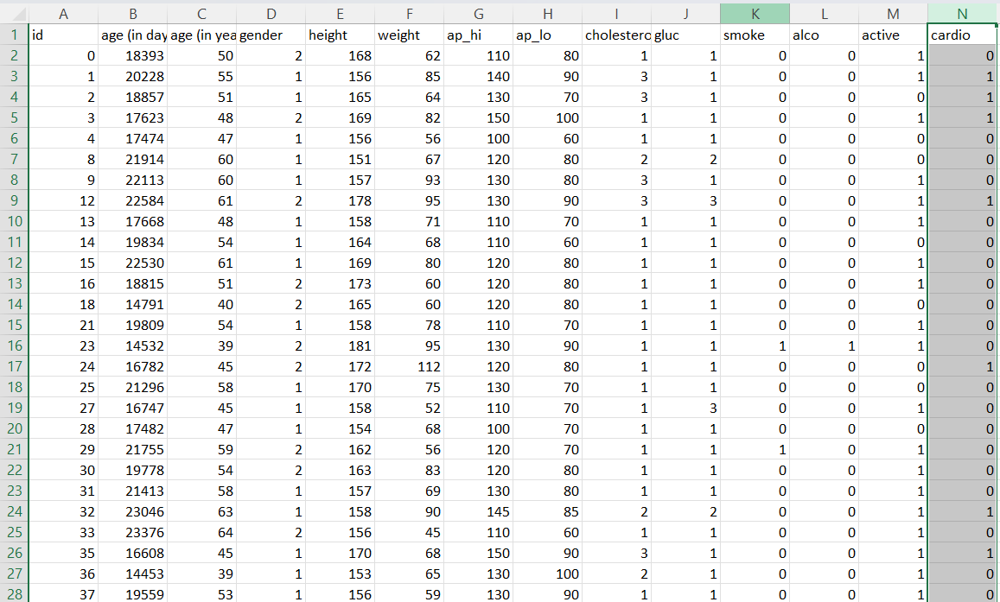 A B C D E F G H I J K L M N
1 id age (in day age (in yea gender height weight ap_hi ap_lo cholestero gluc smoke alco active cardio
2 0 18393 50 2 168 62 110 80 1 1 0 0 1 0
3 1 20228 55 1 156 85 140 90 3 1 0 0 1 1
4 2 18857 51 1 165 64 130 70 3 1 0 0 0 1
5 3 17623 48 2 169 82 150 100 1 1 0 0 1 1
6 4 17474 47 1 156 56 100 60 1 1 0 0 0 0
7 8 21914 60 1 151 67 120 80 2 2 0 0 0 0
8 9 22113 60 1 157 93 130 80 3 1 0 0 1 0
9 12 22584 61 2 178 95 130 90 3 3 0 0 1 1
10 13 17668 48 1 158 71 110 70 1 1 0 0 1 0
11 14 19834 54 1 164 68 110 60 1 1 0 0 0 0
12 15 22530 61 1 169 80 120 80 1 1 0 0 1 0
13 16 18815 51 2 173 60 120 80 1 1 0 0 1 0
14 18 14791 40 2 165 60 120 80 1 1 0 0 0 0
15 21 19809 54 1 158 78 110 70 1 1 0 0 1 0
16 23 14532 39 2 181 95 130 90 1 1 1 1 1 0
17 24 16782 45 2 172 112 120 80 1 1 0 0 0 1
18 25 21296 58 1 170 75 130 70 1 1 0 0 0 0
19 27 16747 45 1 158 52 110 70 1 3 0 0 1 0
20 28 17482 47 1 154 68 100 70 1 1 0 0 0 0
21 29 21755 59 2 162 56 120 70 1 1 1 0 1 0
22 30 19778 54 2 163 83 120 80 1 1 0 0 1 0
23 31 21413 58 1 157 69 130 80 1 1 0 0 1 0
24 32 23046 63 1 158 90 145 85 2 2 0 0 1 1
25 33 23376 64 2 156 45 110 60 1 1 0 0 1 0
26 35 16608 45 1 170 68 150 90 3 1 0 0 1 1
27 36 14453 39 1 153 65 130 100 2 1 0 0 1 0
28 37 19559 53 1 156 59 130 90 1 1 0 0 1 0